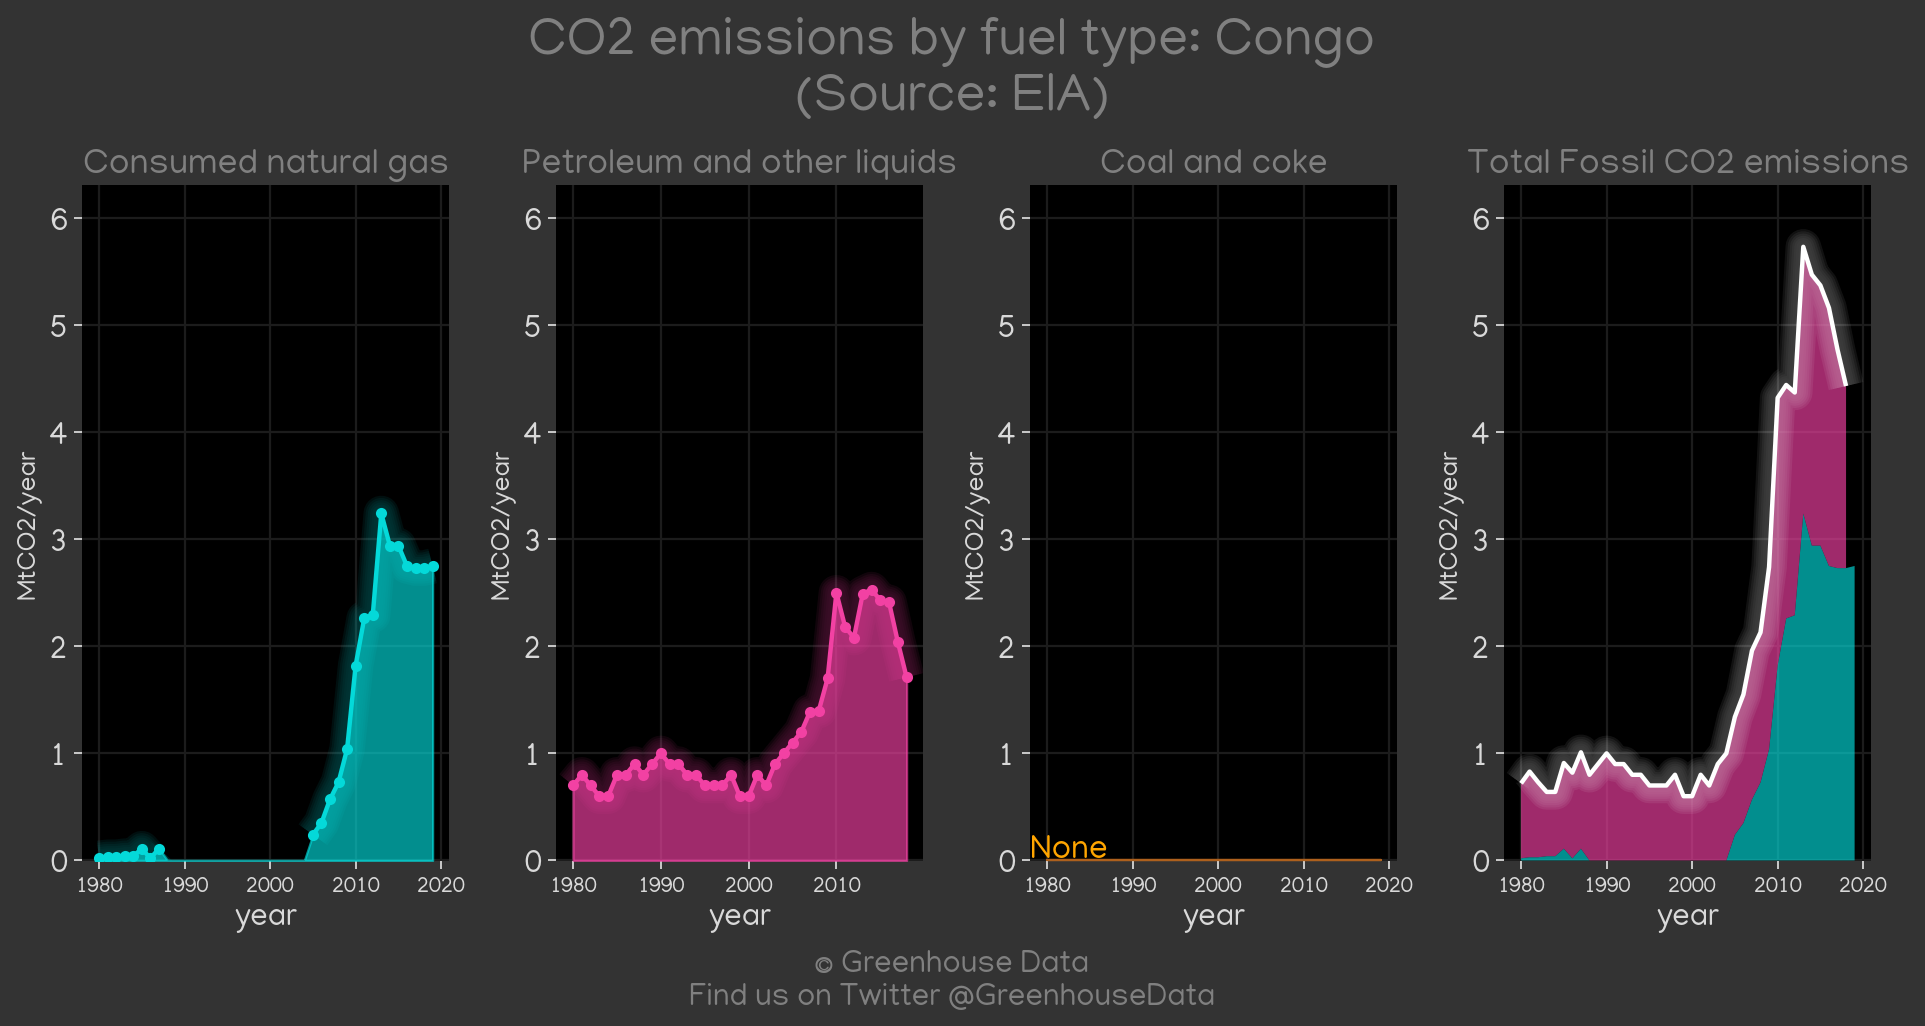 CO2 emissions by fuel type: Congo
(Source: EIA)
Consumed natural gas
6
5
4
3
2
1
0
MtCO2/year
1980 1990 2000 2010 2020
year
Petroleum and other liquids
6
5
4
3
2
1
0
MtCO2/year
1980 1990 2000 2010
year
Coal and coke
6
5
4
3
2
1
0
MtCO2/year
None
1980 1990 2000 2010 2020
year
Total Fossil CO2 emissions
6
5
4
3
2
1
0
MtCO2/year
1980 1990 2000 2010 2020
year
© Greenhouse Data
Find us on Twitter @GreenhouseData